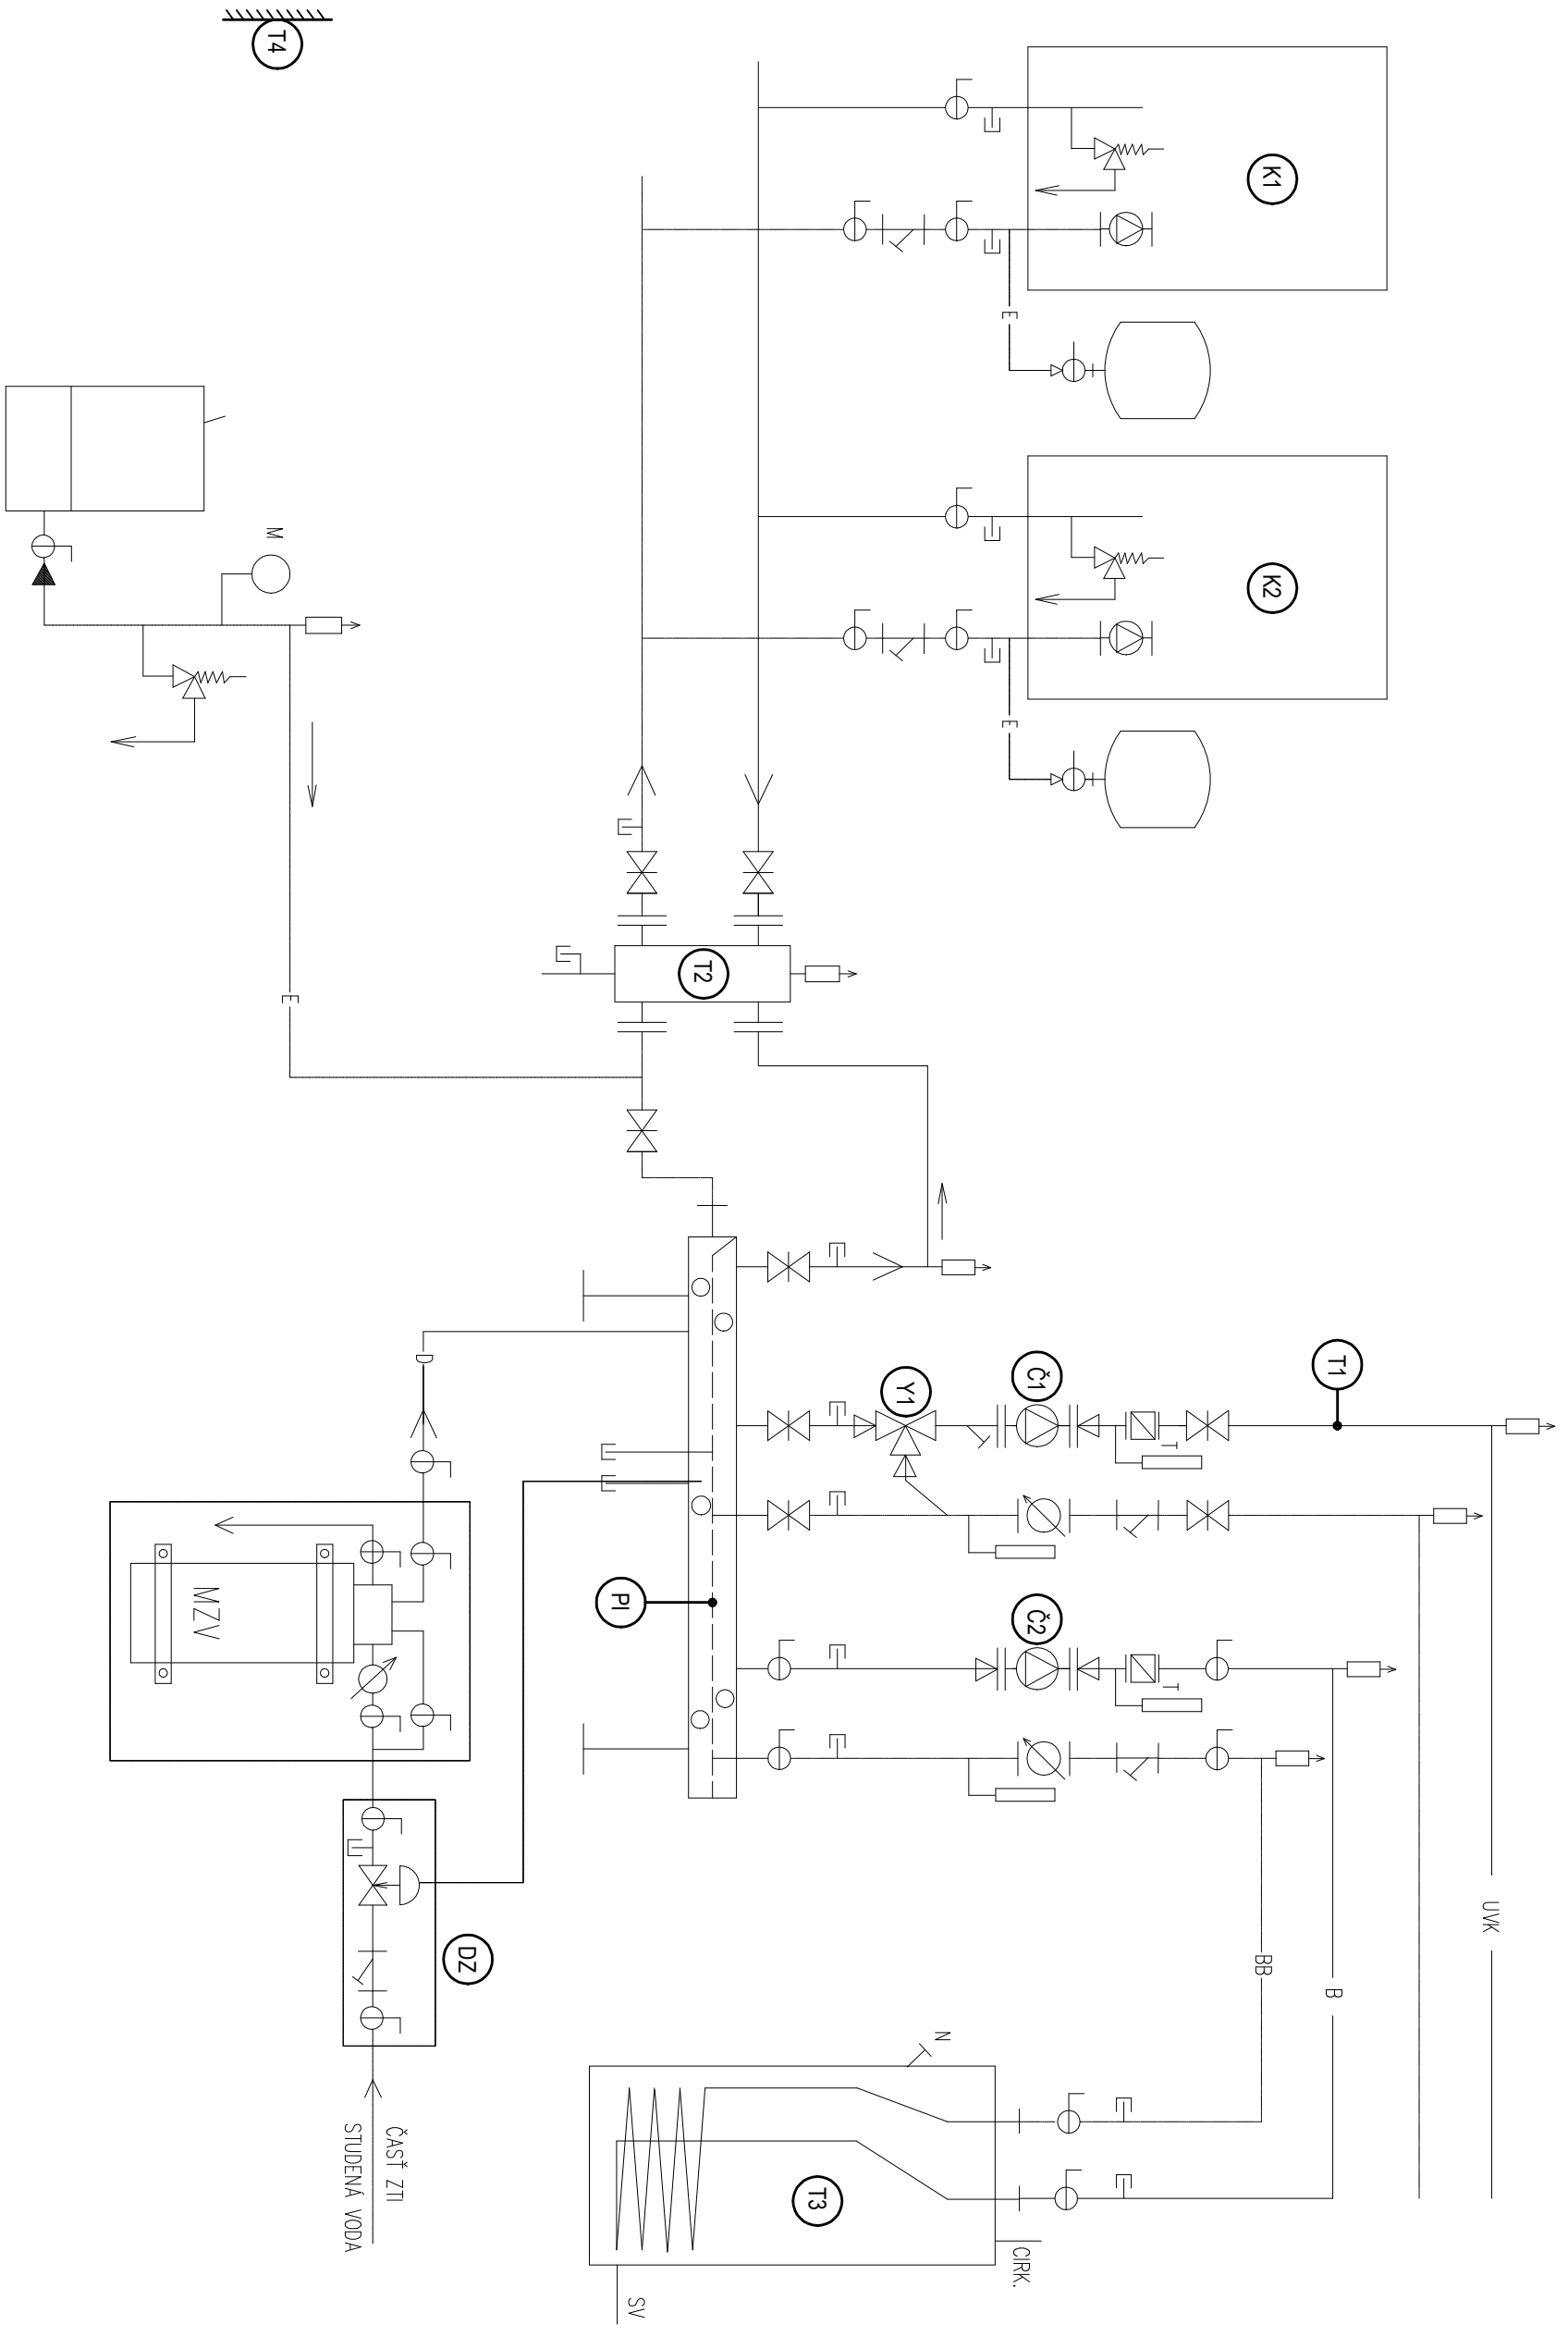 UVK
T1
B
K1
K2
BB
Č1
Č2
CIRK.
E
E
N
Y1
T3
T2
SV
PI
DZ
D
ČASŤ ZTI
STUDENÁ VODA
E
T4
M
MZV